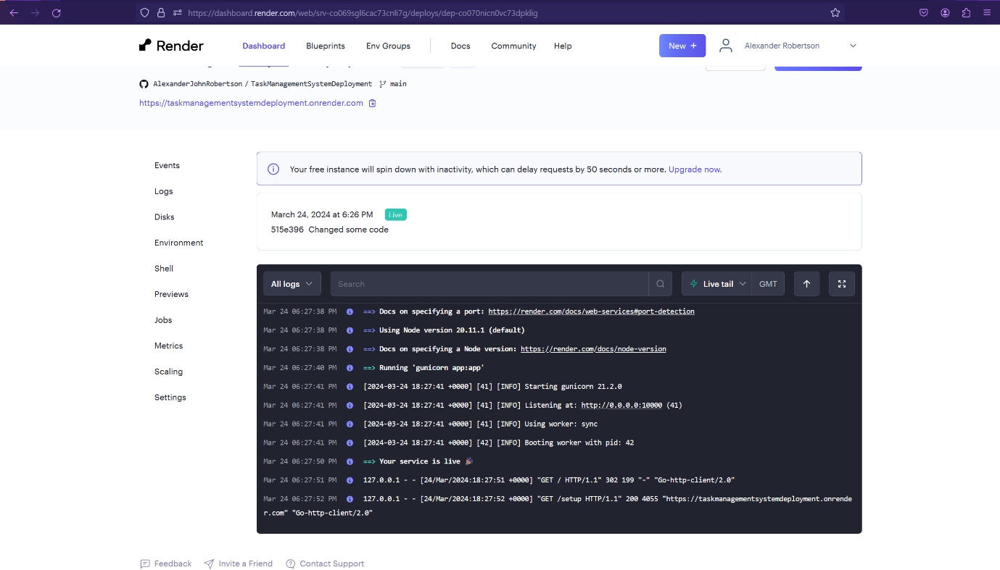 https://dashboard.render.com/web/srv-co069sgl6cac73cnli7g/deploys/dep-co070nicn0vc73dpklig
Render
Dashboard Blueprints Env Groups Docs Community Help New + Alexander Robertson
AlexanderJohnRobertson / TaskManagementSystemDeployment main
https://taskmanagementsystemdeployment.onrender.com
Events
Logs
Disks
Environment
Shell
Previews
Jobs
Metrics
Scaling
Settings
Your free instance will spin down with inactivity, which can delay requests by 50 seconds or more. Upgrade now.
March 24, 2024 at 6:26 PM Live
515e396 Changed some code
All logs Search Live tail GMT
Mar 24 06:27:38 PM ==> Docs on specifying a port: https://render.com/docs/web-services#port-detection
Mar 24 06:27:38 PM ==> Using Node version 20.11.1 (default)
Mar 24 06:27:38 PM ==> Docs on specifying a Node version: https://render.com/docs/node-version
Mar 24 06:27:40 PM ==> Running 'gunicorn app:app'
Mar 24 06:27:41 PM [2024-03-24 18:27:41 +0000] [41] [INFO] Starting gunicorn 21.2.0
Mar 24 06:27:41 PM [2024-03-24 18:27:41 +0000] [41] [INFO] Listening at: http://0.0.0.0:10000 (41)
Mar 24 06:27:41 PM [2024-03-24 18:27:41 +0000] [41] [INFO] Using worker: sync
Mar 24 06:27:41 PM [2024-03-24 18:27:41 +0000] [42] [INFO] Booting worker with pid: 42
Mar 24 06:27:50 PM ==> Your service is live 🎉
Mar 24 06:27:51 PM 127.0.0.1 - - [24/Mar/2024:18:27:51 +0000] "GET / HTTP/1.1" 302 199 "-" "Go-http-client/2.0"
Mar 24 06:27:52 PM 127.0.0.1 - - [24/Mar/2024:18:27:52 +0000] "GET /setup HTTP/1.1" 200 4055 "https://taskmanagementsystemdeployment.onrende
r.com" "Go-http-client/2.0"
Feedback Invite a Friend Contact Support